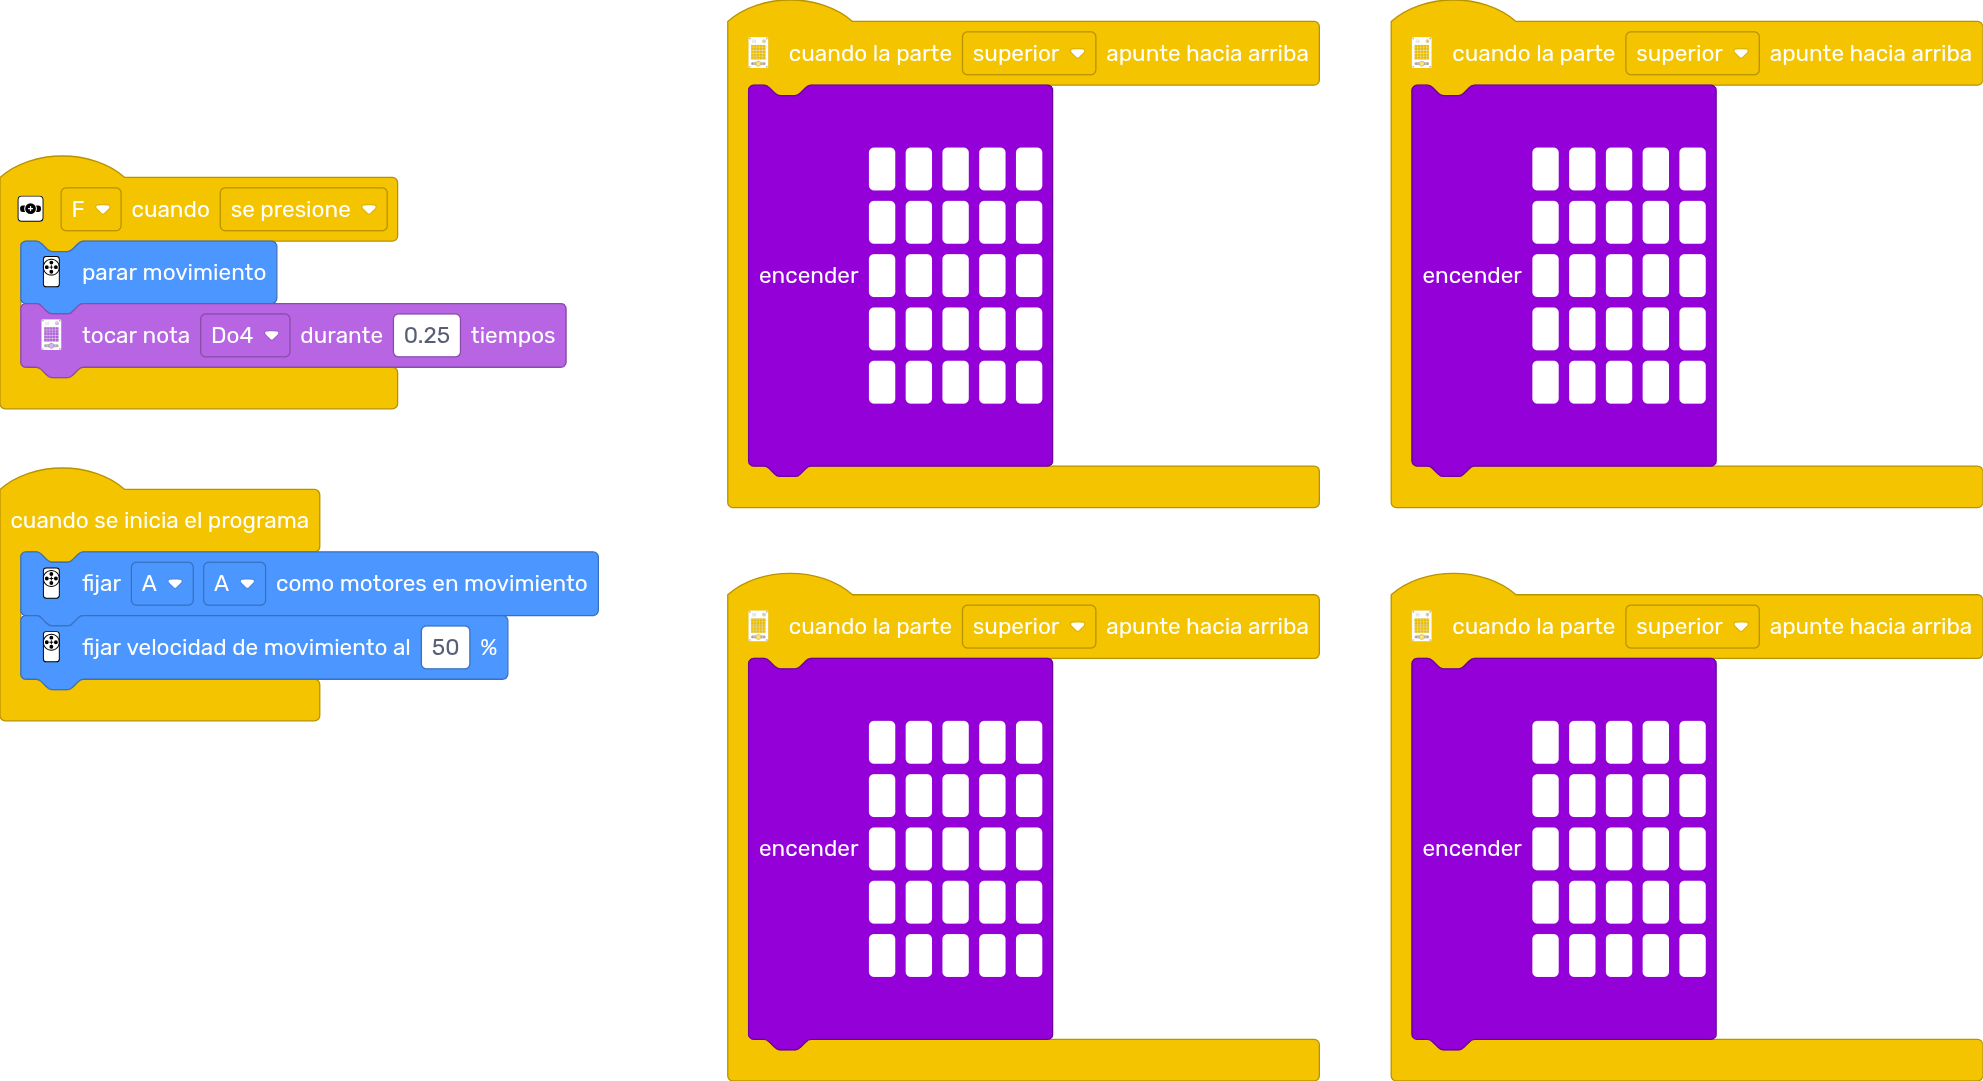 F cuando se presione
parar movimiento
tocar nota Do4 durante 0.25 tiempos
cuando se inicia el programa
fijar A A como motores en movimiento
fijar velocidad de movimiento al 50 %
cuando la parte superior apunte hacia arriba
encender
cuando la parte superior apunte hacia arriba
encender
cuando la parte superior apunte hacia arriba
encender
cuando la parte superior apunte hacia arriba
encender